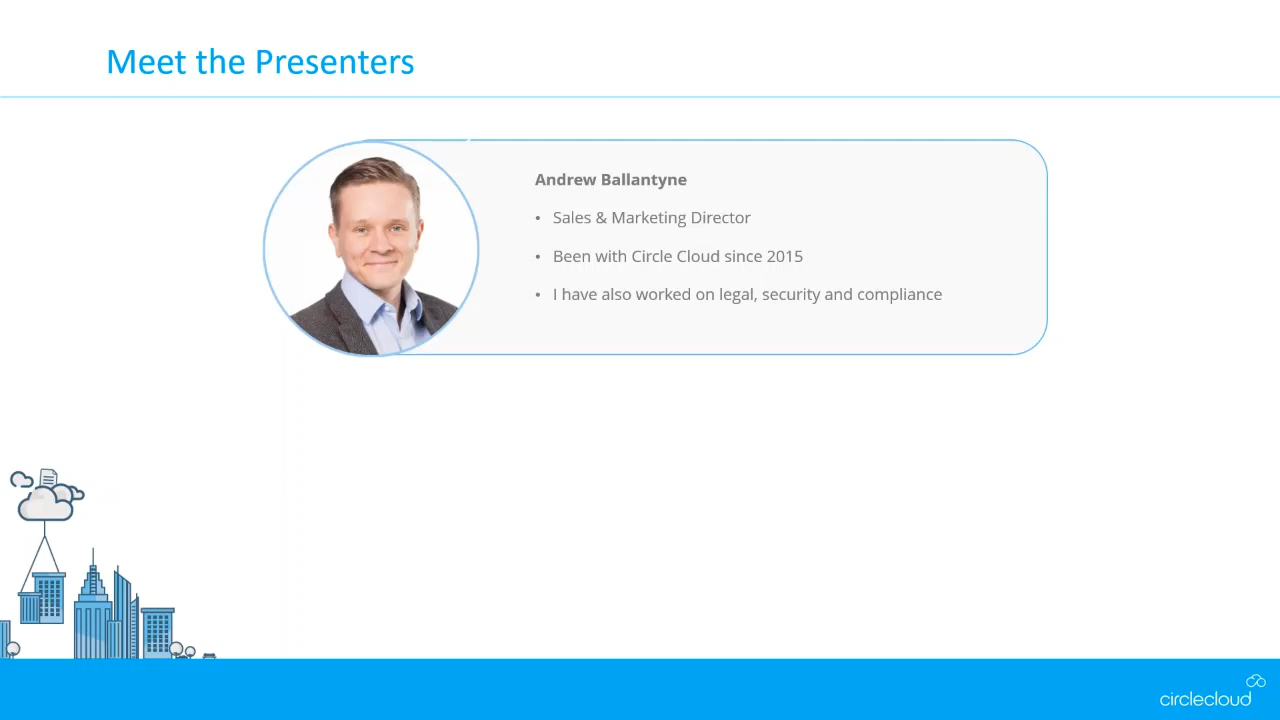 Meet the Presenters
Andrew Ballantyne
• Sales & Marketing Director
• Been with Circle Cloud since 2015
• I have also worked on legal, security and compliance
circlecloud